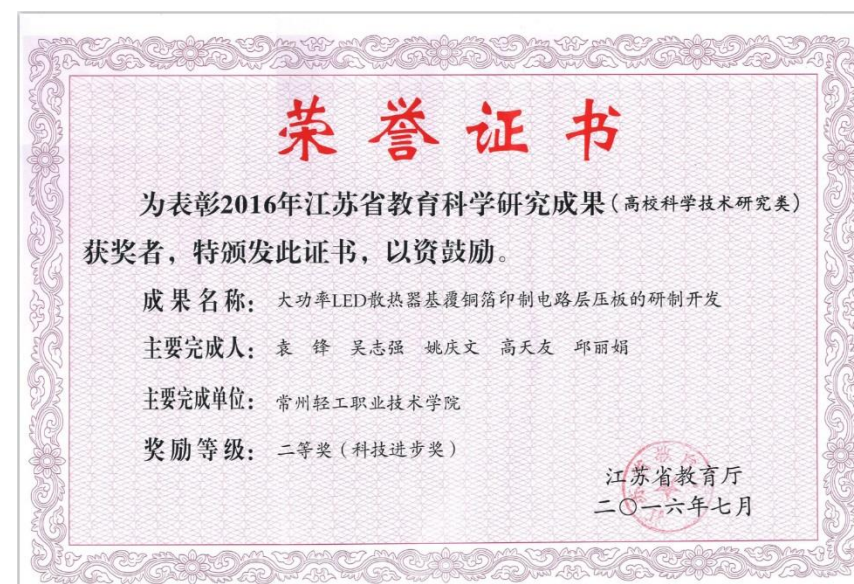 荣誉证书
为表彰2016年江苏省教育科学研究成果(高校科学技术研究类)
获奖者，特颁发此证书，以资鼓励。
成果名称：大功率LED散热器基覆铜箔印制电路层压板的研制开发
主要完成人：袁 锋 吴志强 姚庆文 高天友 邱丽娟
主要完成单位：常州轻工职业技术学院
奖励等级：二等奖（科技进步奖）
江苏省教育厅
二〇一六年七月